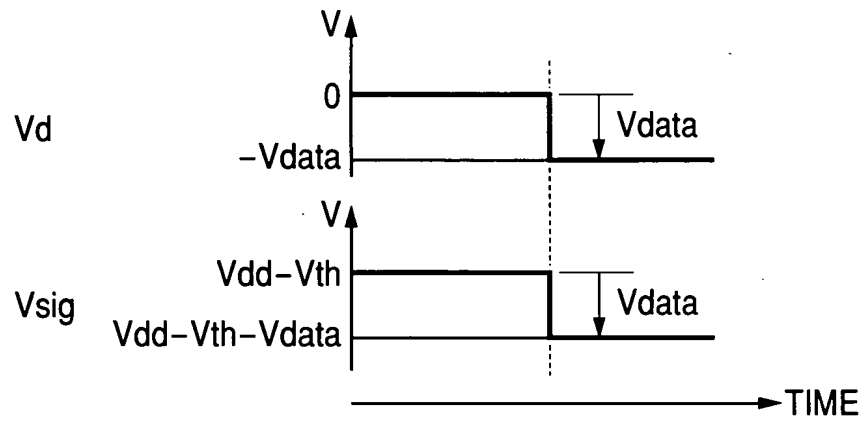 V
0
Vd
Vdata
-Vdata
V
Vdd-Vth
Vsig
Vdata
Vdd-Vth-Vdata
TIME